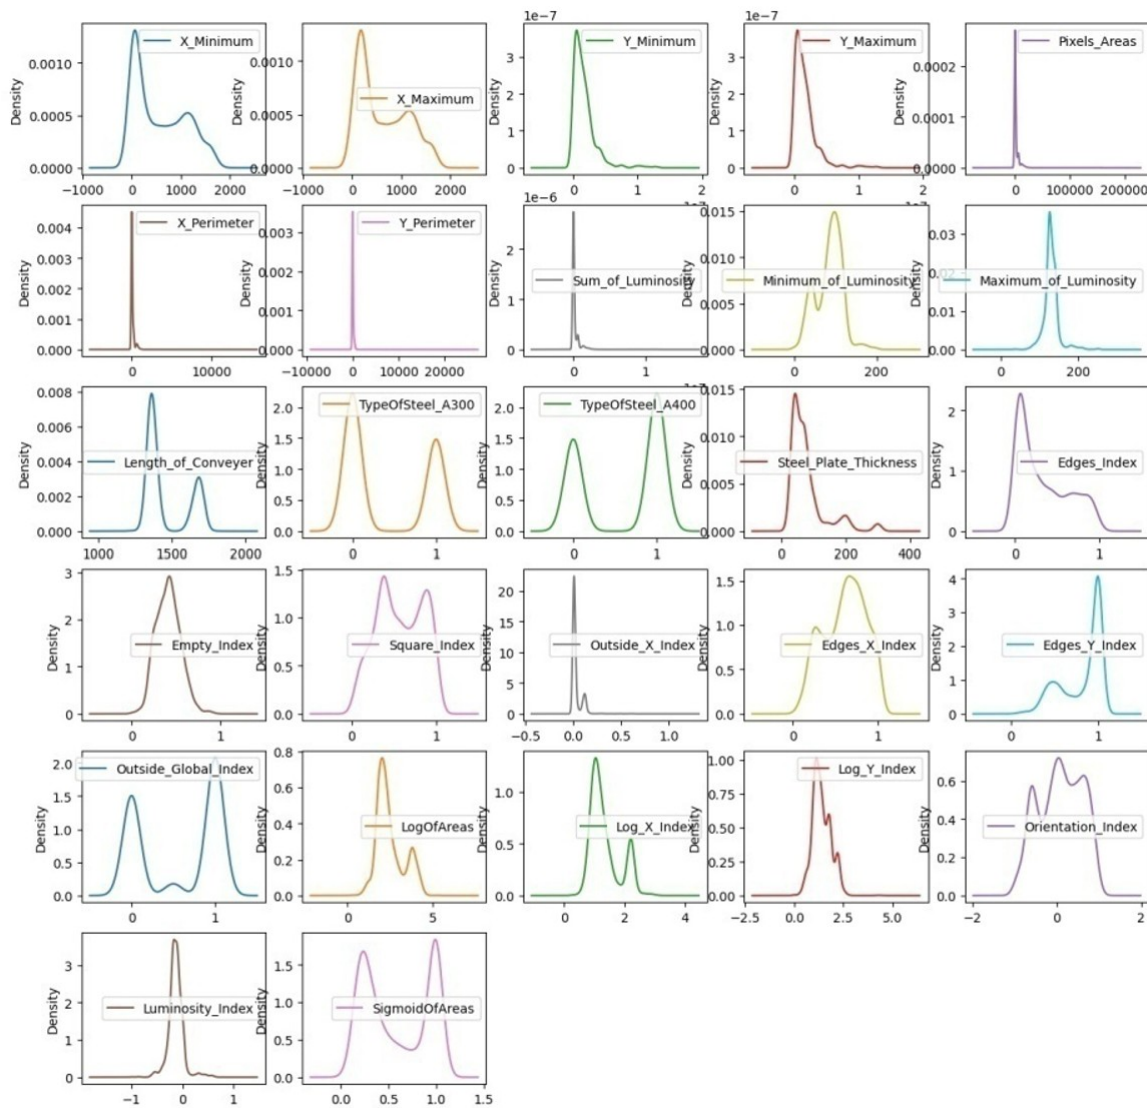 1e−7 1e−7
X_Minimum X_Maximum Y_Minimum Y_Maximum Pixels_Areas
Density Density Density Density Density
0.0010 0.0005 0.0000
0.0010 0.0005 0.0000
3 2 1 0
3 2 1 0
0.0002 0.0001 0.0000
−1000 0 1000 2000
−1000 0 1000 2000
0 1 2
0 1 2
0 100000 200000
1e−6
X_Perimeter Y_Perimeter Sum_of_Luminosity Minimum_of_Luminosity Maximum_of_Luminosity
Density Density Density Density Density
0.004 0.003 0.002 0.001 0.000
0.003 0.002 0.001 0.000
2 1 0
0.015 0.010 0.005 0.000
0.03 0.02 0.01 0.00
0 10000
−10000 0 10000 20000
0 1
0 200
0 200
Length_of_Conveyer TypeOfSteel_A300 TypeOfSteel_A400 Steel_Plate_Thickness Edges_Index
Density Density Density Density Density
0.008 0.006 0.004 0.002 0.000
2.0 1.5 1.0 0.5 0.0
2.0 1.5 1.0 0.5 0.0
0.015 0.010 0.005 0.000
2 1 0
1000 1500 2000
0 1
0 1
0 200 400
0 1
Empty_Index Square_Index Outside_X_Index Edges_X_Index Edges_Y_Index
Density Density Density Density Density
3 2 1 0
1.5 1.0 0.5 0.0
20 15 10 5 0
1.5 1.0 0.5 0.0
4 3 2 1 0
0 1
0 1
−0.5 0.0 0.5 1.0
0 1
0 1
Outside_Global_Index LogOfAreas Log_X_Index Log_Y_Index Orientation_Index
Density Density Density Density Density
2.0 1.5 1.0 0.5 0.0
0.8 0.6 0.4 0.2 0.0
1.0 0.5 0.0
1.00 0.75 0.50 0.25 0.00
0.6 0.4 0.2 0.0
0 1
0 5
0 2 4
−2.5 0.0 2.5 5.0
−2 0 2
Luminosity_Index SigmoidOfAreas
Density Density
3 2 1 0
1.5 1.0 0.5 0.0
−1 0 1
0.0 0.5 1.0 1.5